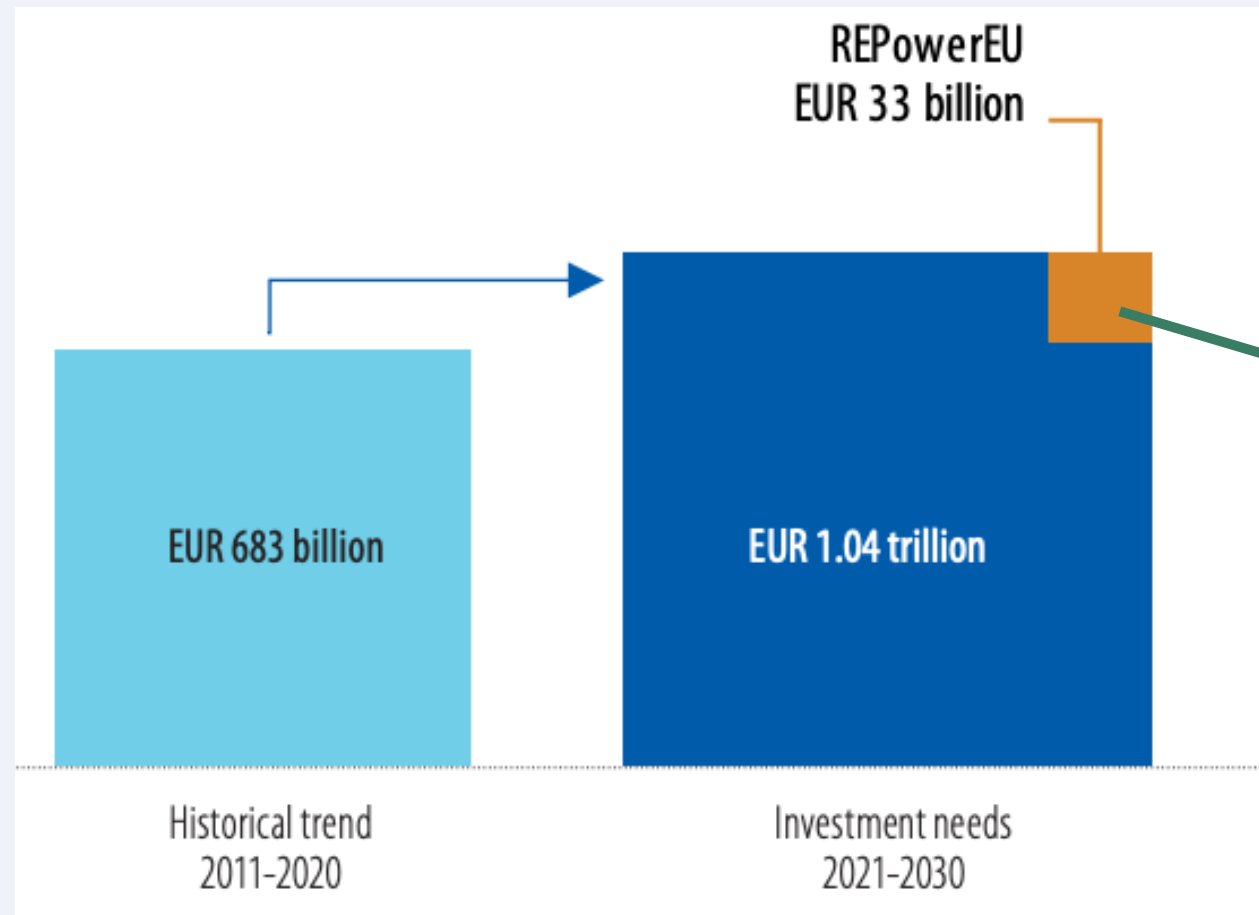 REPowerEU
EUR 33 billion
EUR 683 billion
EUR 1.04 trillion
Historical trend
2011-2020
Investment needs
2021-2030